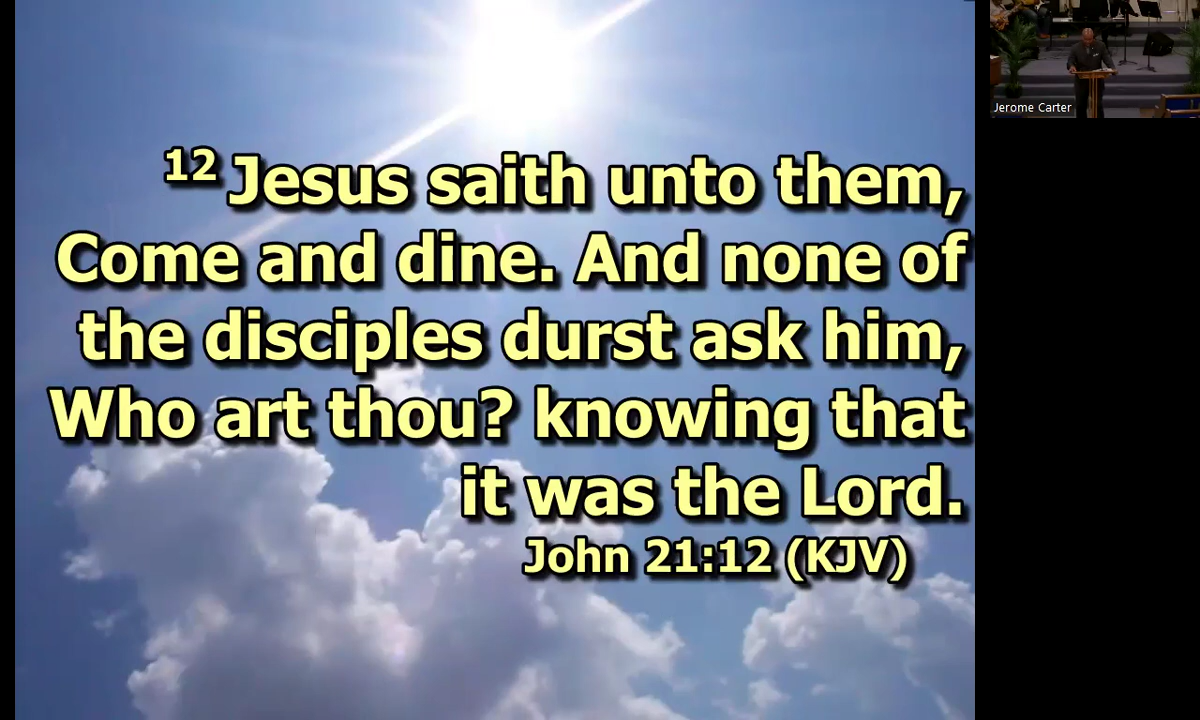 12 Jesus saith unto them,
Come and dine. And none of
the disciples durst ask him,
Who art thou? knowing that
it was the Lord.
John 21:12 (KJV)
Jerome Carter